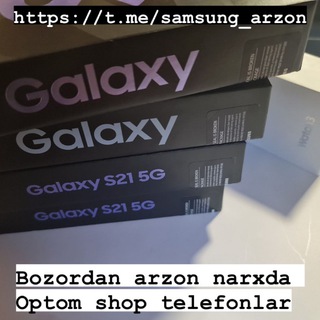 https://t.me/samsung_arzon
Galaxy
Galaxy
Galaxy S21 5G
Galaxy S21 5G
Bozordan arzon narxda
Optom shop telefonlar